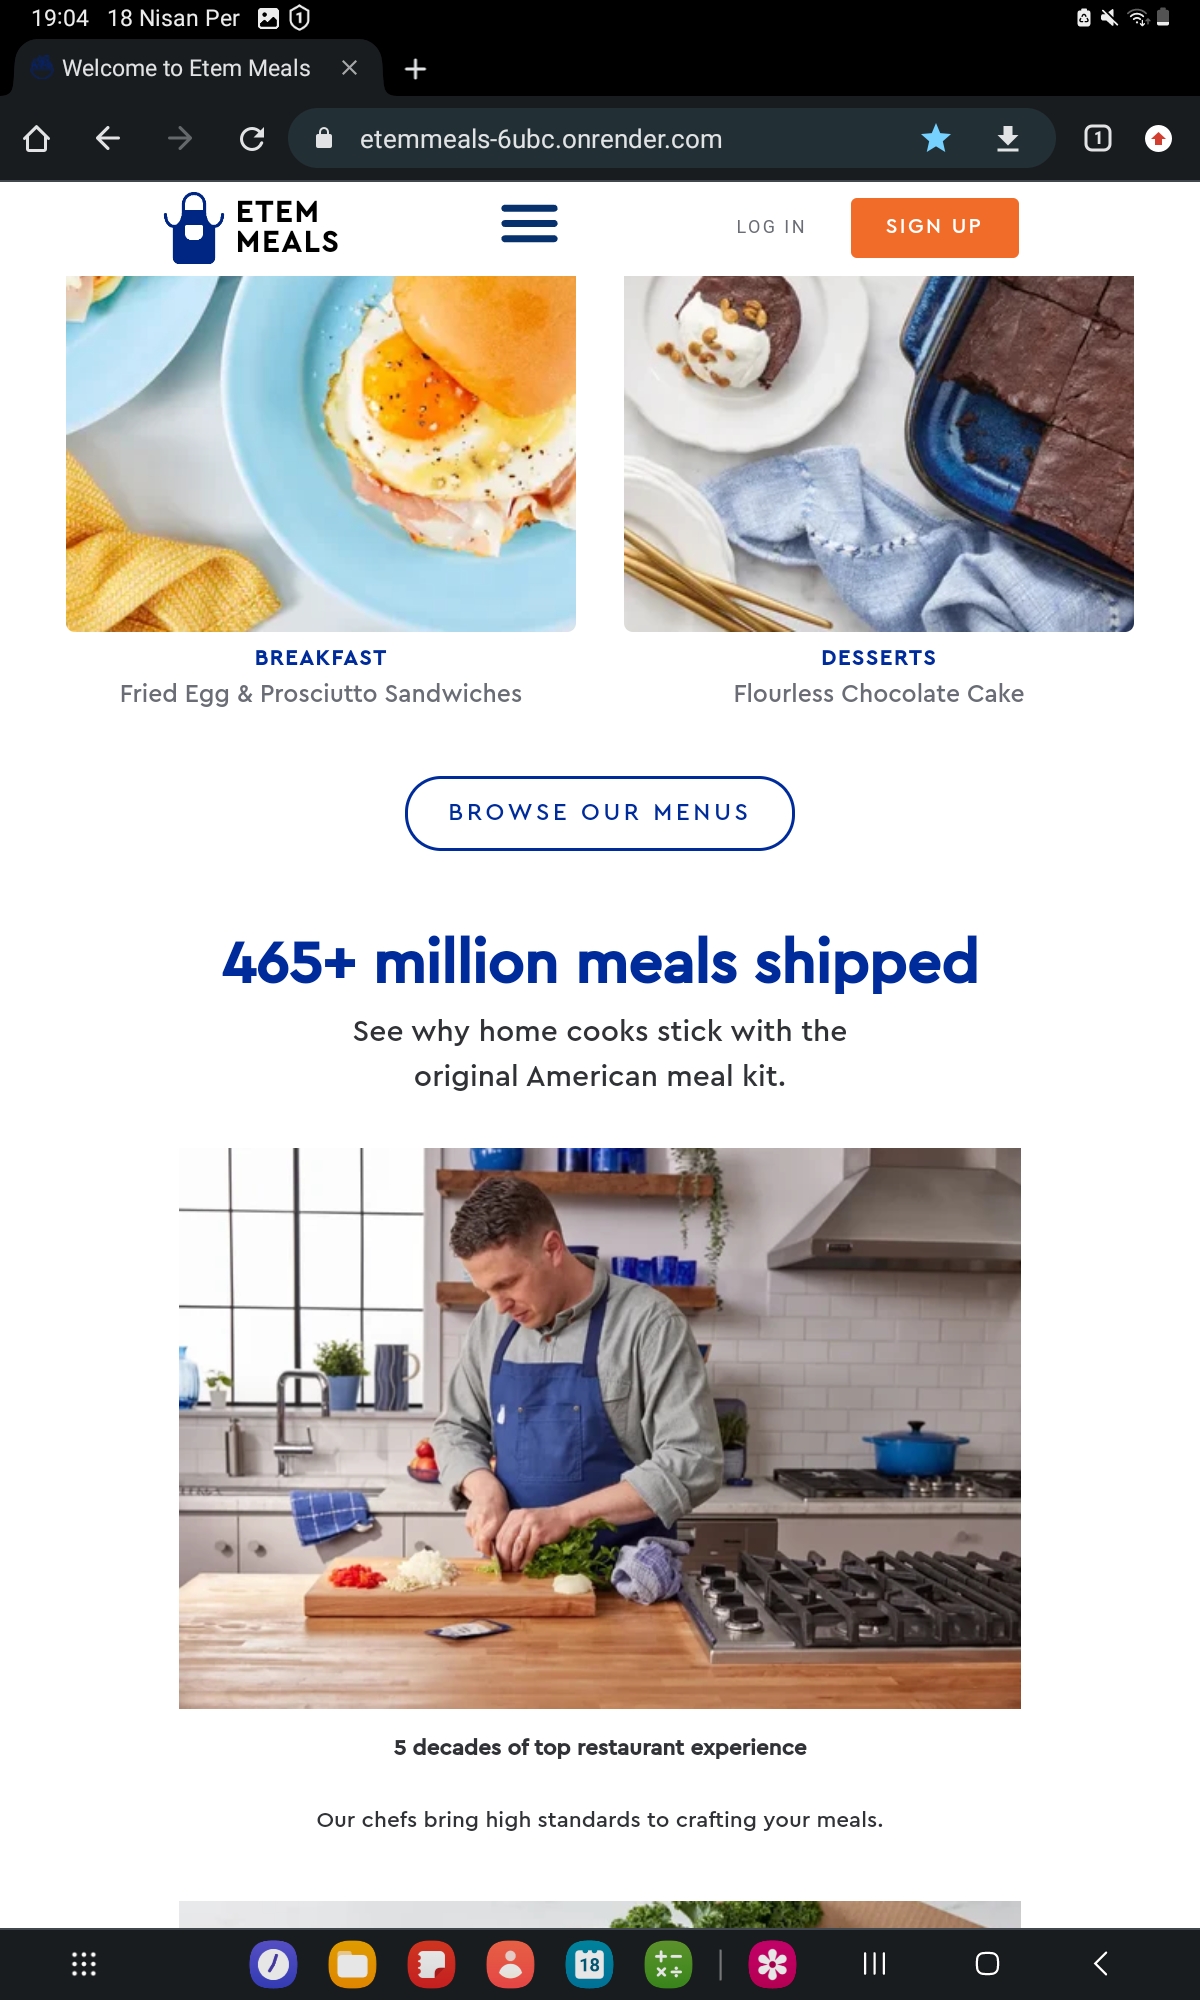 19:04 18 Nisan Per 1
Welcome to Etem Meals
etemmeals-6ubc.onrender.com 1
ETEM
MEALS
LOG IN
SIGN UP
BREAKFAST
Fried Egg & Prosciutto Sandwiches
DESSERTS
Flourless Chocolate Cake
BROWSE OUR MENUS
465+ million meals shipped
See why home cooks stick with the
original American meal kit.
5 decades of top restaurant experience
Our chefs bring high standards to crafting your meals.
18